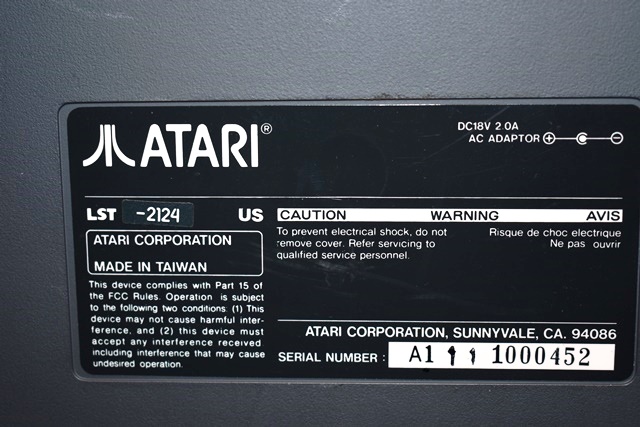 ATARI®
DC18V 2.0A
AC ADAPTOR
LST -2124 US
ATARI CORPORATION
MADE IN TAIWAN
This device complies with Part 15 of
the FCC Rules. Operation is subject
to the following two conditions. (1) This
device may not cause harmful inter-
ference, and (2) this device must
accept any interference received
including interference that may cause
undesired operation.
CAUTION WARNING AVIS
To prevent electrical shock, do not
remove cover. Refer servicing to
qualified service personnel.
Risque de choc electrique
Ne pas ouvrir
ATARI CORPORATION, SUNNYVALE, CA. 94086
SERIAL NUMBER : A1 1000452